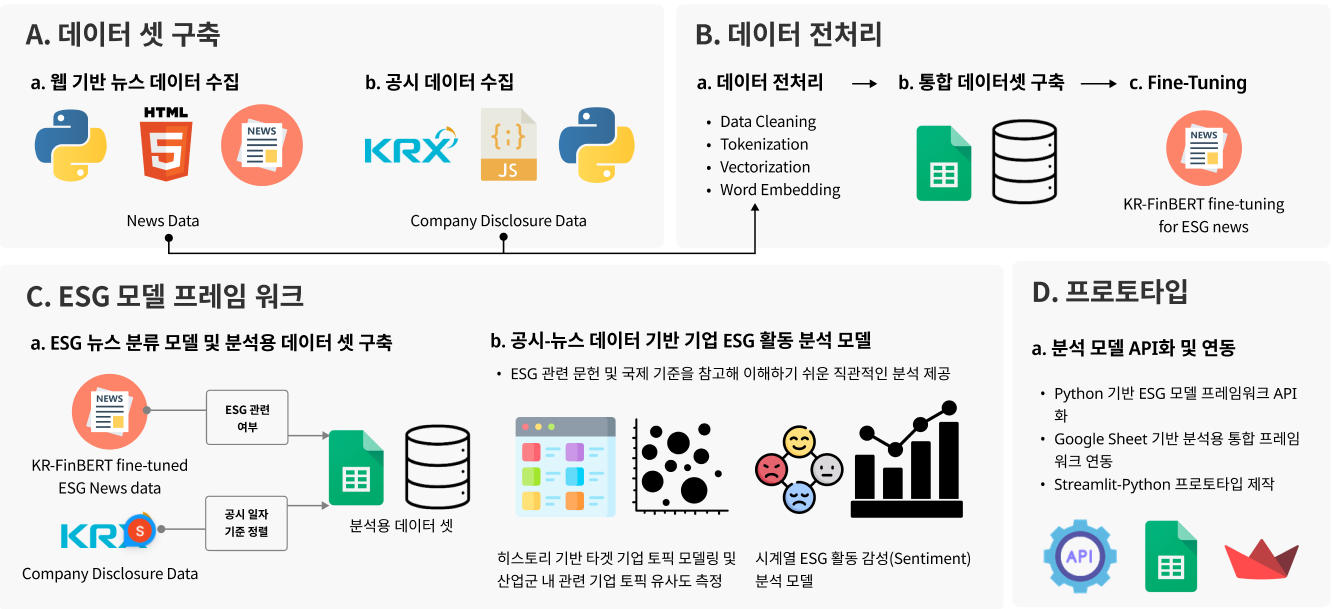 A. 데이터 셋 구축
a. 웹 기반 뉴스 데이터 수집
HTML
5
NEWS
News Data
b. 공시 데이터 수집
KRX
{;}
JS
Company Disclosure Data
B. 데이터 전처리
a. 데이터 전처리
• Data Cleaning
• Tokenization
• Vectorization
• Word Embedding
b. 통합 데이터셋 구축
c. Fine-Tuning
NEWS
KR-FinBERT fine-tuning
for ESG news
C. ESG 모델 프레임 워크
a. ESG 뉴스 분류 모델 및 분석용 데이터 셋 구축
NEWS
ESG 관련
여부
KR-FinBERT fine-tuned
ESG News data
KRX
S
공시 일자
기준 정렬
Company Disclosure Data
분석용 데이터 셋
b. 공시-뉴스 데이터 기반 기업 ESG 활동 분석 모델
• ESG 관련 문헌 및 국제 기준을 참고해 이해하기 쉬운 직관적인 분석 제공
히스토리 기반 타겟 기업 토픽 모델링 및
산업군 내 관련 기업 토픽 유사도 측정
시계열 ESG 활동 감성(Sentiment)
분석 모델
D. 프로토타입
a. 분석 모델 API화 및 연동
• Python 기반 ESG 모델 프레임워크 API
화
• Google Sheet 기반 분석용 통합 프레임
워크 연동
• Streamlit-Python 프로토타입 제작
API